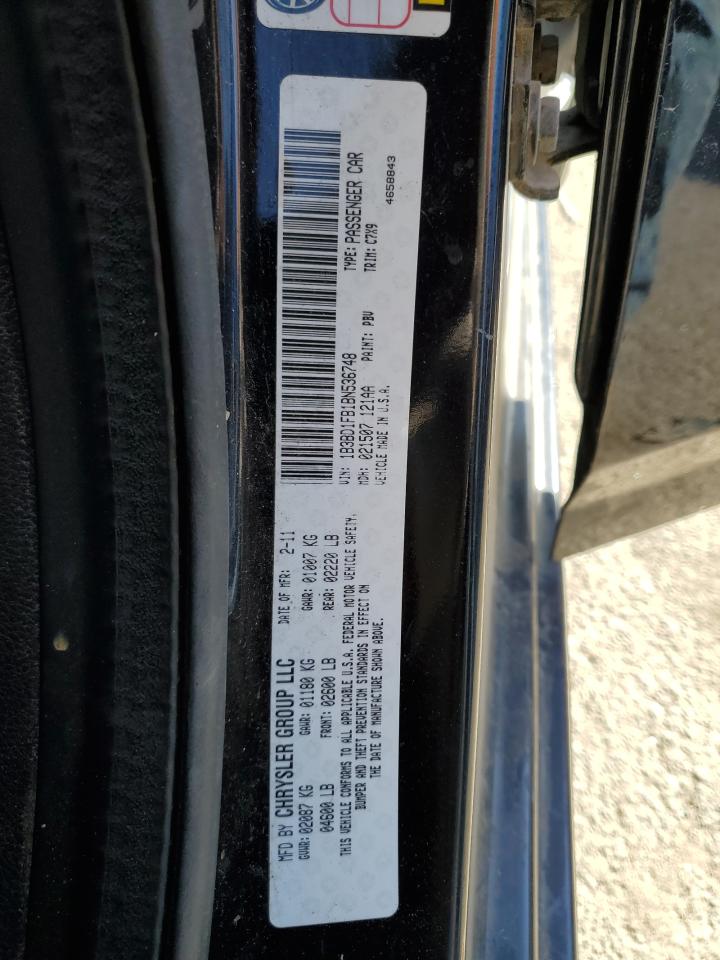 MFD BY CHRYSLER GROUP LLC
DATE OF MFR: 2-11
GVWR: 02087 KG
GAWR: 01180 KG
GAWR: 01007 KG
04600 LB
FRONT: 02600 LB
REAR: 02220 LB
THIS VEHICLE CONFORMS TO ALL APPLICABLE U.S.A. FEDERAL MOTOR VEHICLE SAFETY,
BUMPER AND THEFT PREVENTION STANDARDS IN EFFECT ON
THE DATE OF MANUFACTURE SHOWN ABOVE.
VIN: 1B3BD1FB1BN536748
TYPE: PASSENGER CAR
MDH: 021507 121AA
PAINT: PBV
TRIM: C7X9
VEHICLE MADE IN U.S.A.
4658843